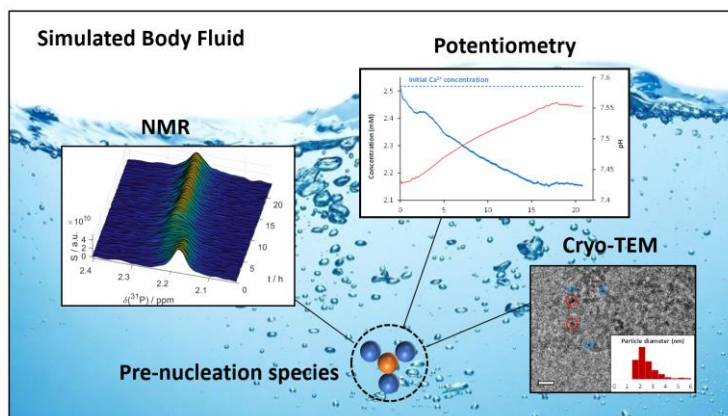 Simulated Body Fluid
Potentiometry
Initial Ca²⁺ concentration
2.5
2.4
2.3
2.2
2.1
Concentration (mM)
0
5
10
15
20
7.6
7.55
7.5
7.45
7.4
pH
NMR
×10¹⁰
4
2
0
S / a.u.
2.4
2.3
2.2
2.1
δ(³¹P) / ppm
20
15
10
5
0
t / h
Cryo-TEM
Particle diameter (nm)
0 1 2 3 4 5 6
Pre-nucleation species